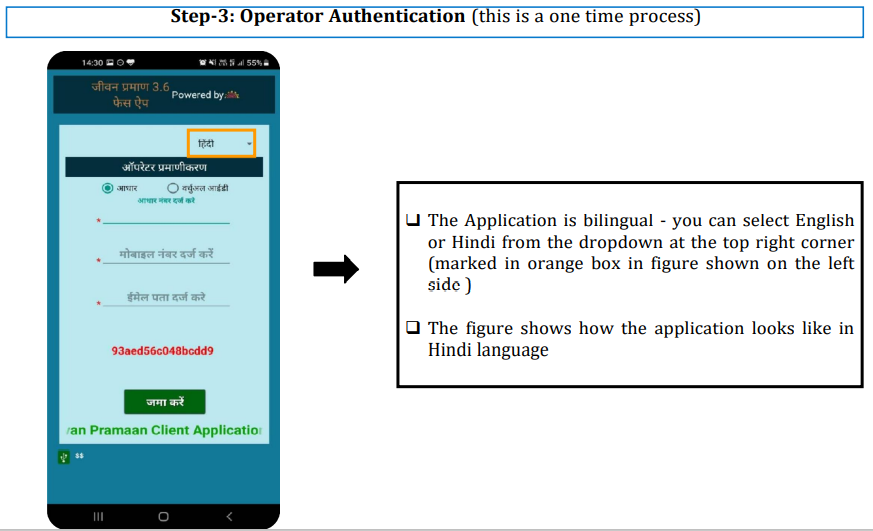 Step-3: Operator Authentication (this is a one time process)
14:30
55%
जीवन प्रमाण 3.6
फेस ऐप
Powered by
हिंदी
ऑपरेटर प्रमाणीकरण
आधार
वर्चुअल आईडी
आधार नंबर दर्ज करे
*
मोबाइल नंबर दर्ज करें
*
ईमेल पता दर्ज करे
*
93aed56c048bcdd9
जमा करें
van Pramaan Client Application
The Application is bilingual - you can select English
or Hindi from the dropdown at the top right corner
(marked in orange box in figure shown on the left
side )
The figure shows how the application looks like in
Hindi language